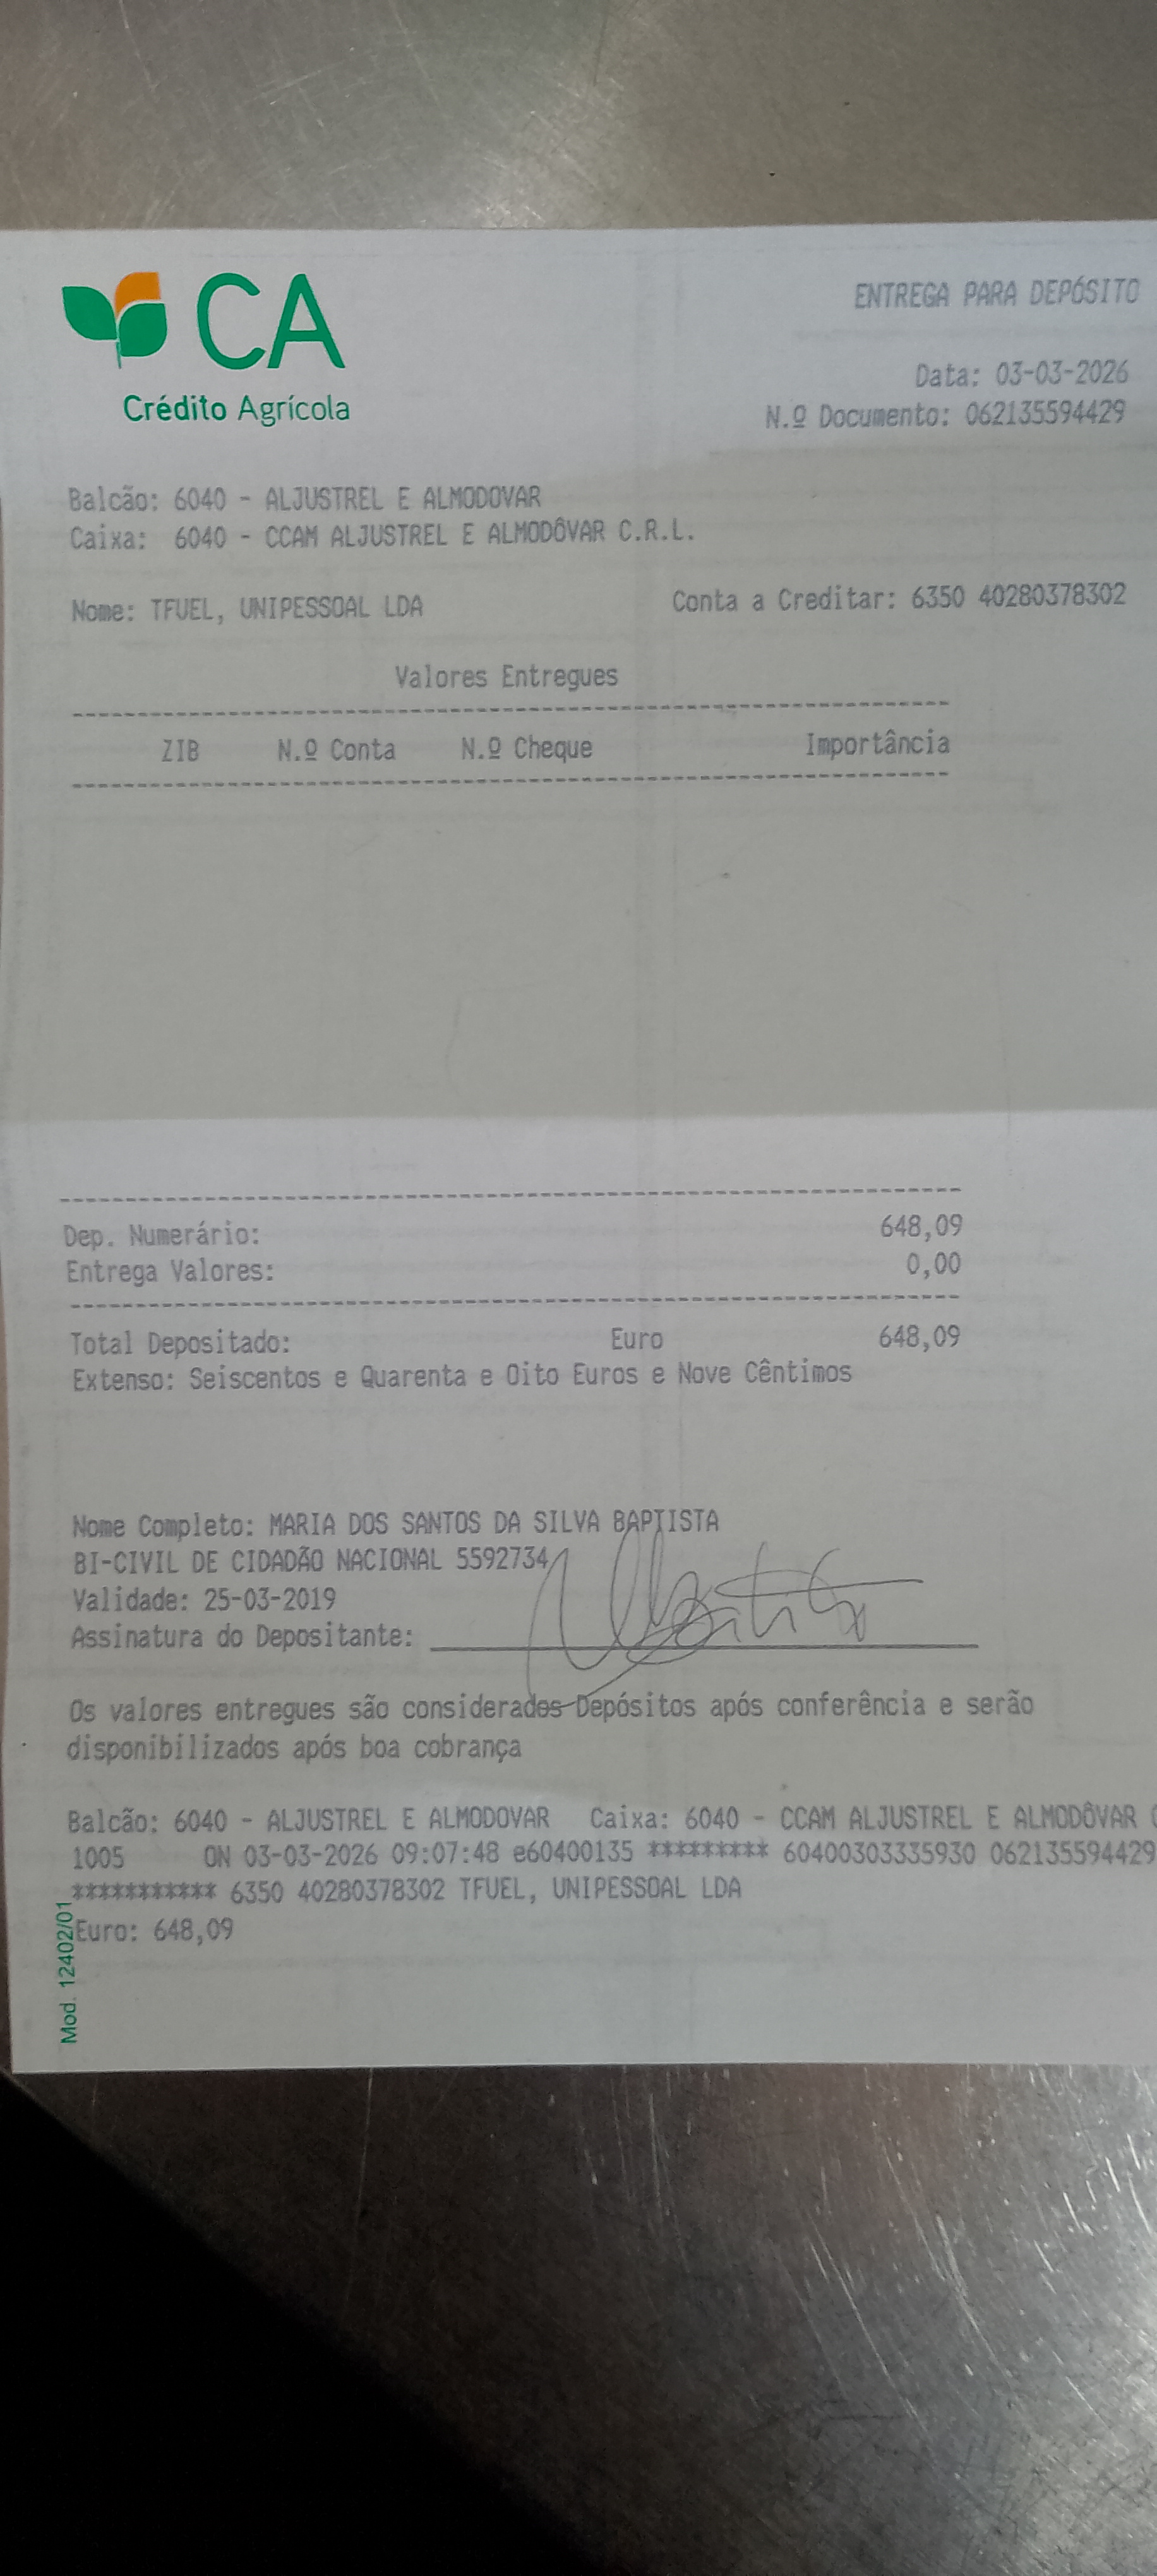 CA
Crédito Agrícola
ENTREGA PARA DEPÓSITO
Data: 03-03-2026
N.º Documento: 062135594429
Balcão: 6040 - ALJUSTREL E ALMODOVAR
Caixa: 6040 - CCAM ALJUSTREL E ALMODÔVAR C.R.L.
Nome: TFUEL, UNIPESSOAL LDA Conta a Creditar: 6350 40280378302
Valores Entregues
ZIB N.º Conta N.º Cheque Importância
Dep. Numerário: 648,09
Entrega Valores: 0,00
Total Depositado: Euro 648,09
Extenso: Seiscentos e Quarenta e Oito Euros e Nove Cêntimos
Nome Completo: MARIA DOS SANTOS DA SILVA BAPTISTA
BI-CIVIL DE CIDADÃO NACIONAL 5592734
Validade: 25-03-2019
Assinatura do Depositante:
Os valores entregues são considerados Depósitos após conferência e serão
disponibilizados após boa cobrança
Balcão: 6040 - ALJUSTREL E ALMODOVAR Caixa: 6040 - CCAM ALJUSTREL E ALMODÔVAR
1005 ON 03-03-2026 09:07:48 e60400135 ********* 60400303335930 062135594429
*********** 6350 40280378302 TFUEL, UNIPESSOAL LDA
Euro: 648,09
Mod. 12402/01